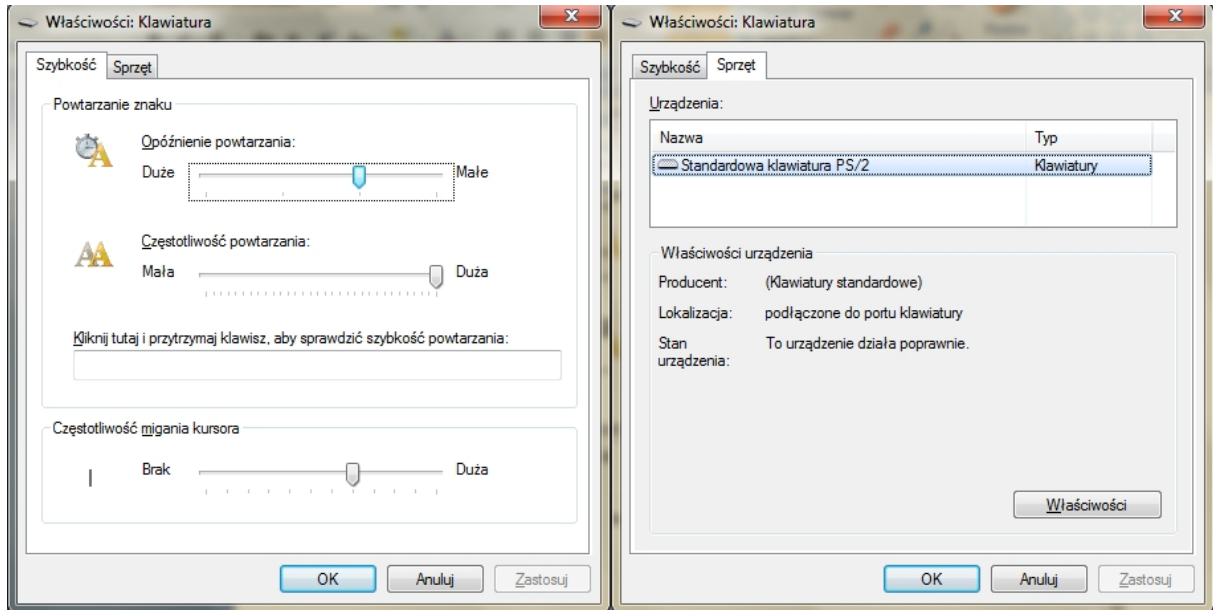 Właściwości: Klawiatura
Szybkość
Sprzęt
Powtarzanie znaku
Opóźnienie powtarzania:
Duże
Małe
Częstotliwość powtarzania:
Mała
Duża
Kliknij tutaj i przytrzymaj klawisz, aby sprawdzić szybkość powtarzania:
Częstotliwość migania kursora
Brak
Duża
OK
Anuluj
Zastosuj
Właściwości: Klawiatura
Szybkość
Sprzęt
Urządzenia:
Nazwa
Typ
Standardowa klawiatura PS/2
Klawiatury
Właściwości urządzenia
Producent:
(Klawiatury standardowe)
Lokalizacja:
podłączone do portu klawiatury
Stan
urządzenia:
To urządzenie działa poprawnie.
Właściwości
OK
Anuluj
Zastosuj